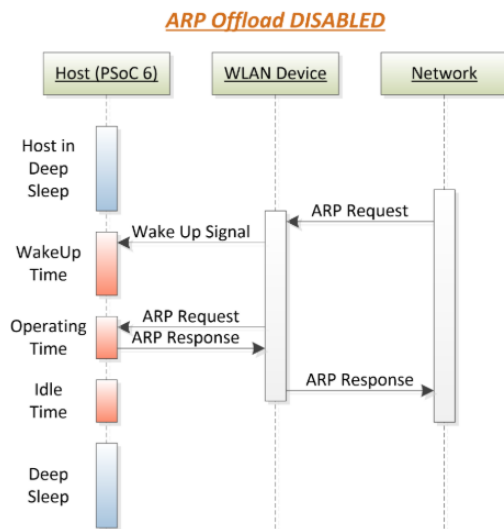 ARP Offload DISABLED
Host (PSoC 6)
WLAN Device
Network
Host in
Deep
Sleep
ARP Request
Wake Up Signal
WakeUp
Time
ARP Request
Operating
Time
ARP Response
ARP Response
Idle
Time
Deep
Sleep